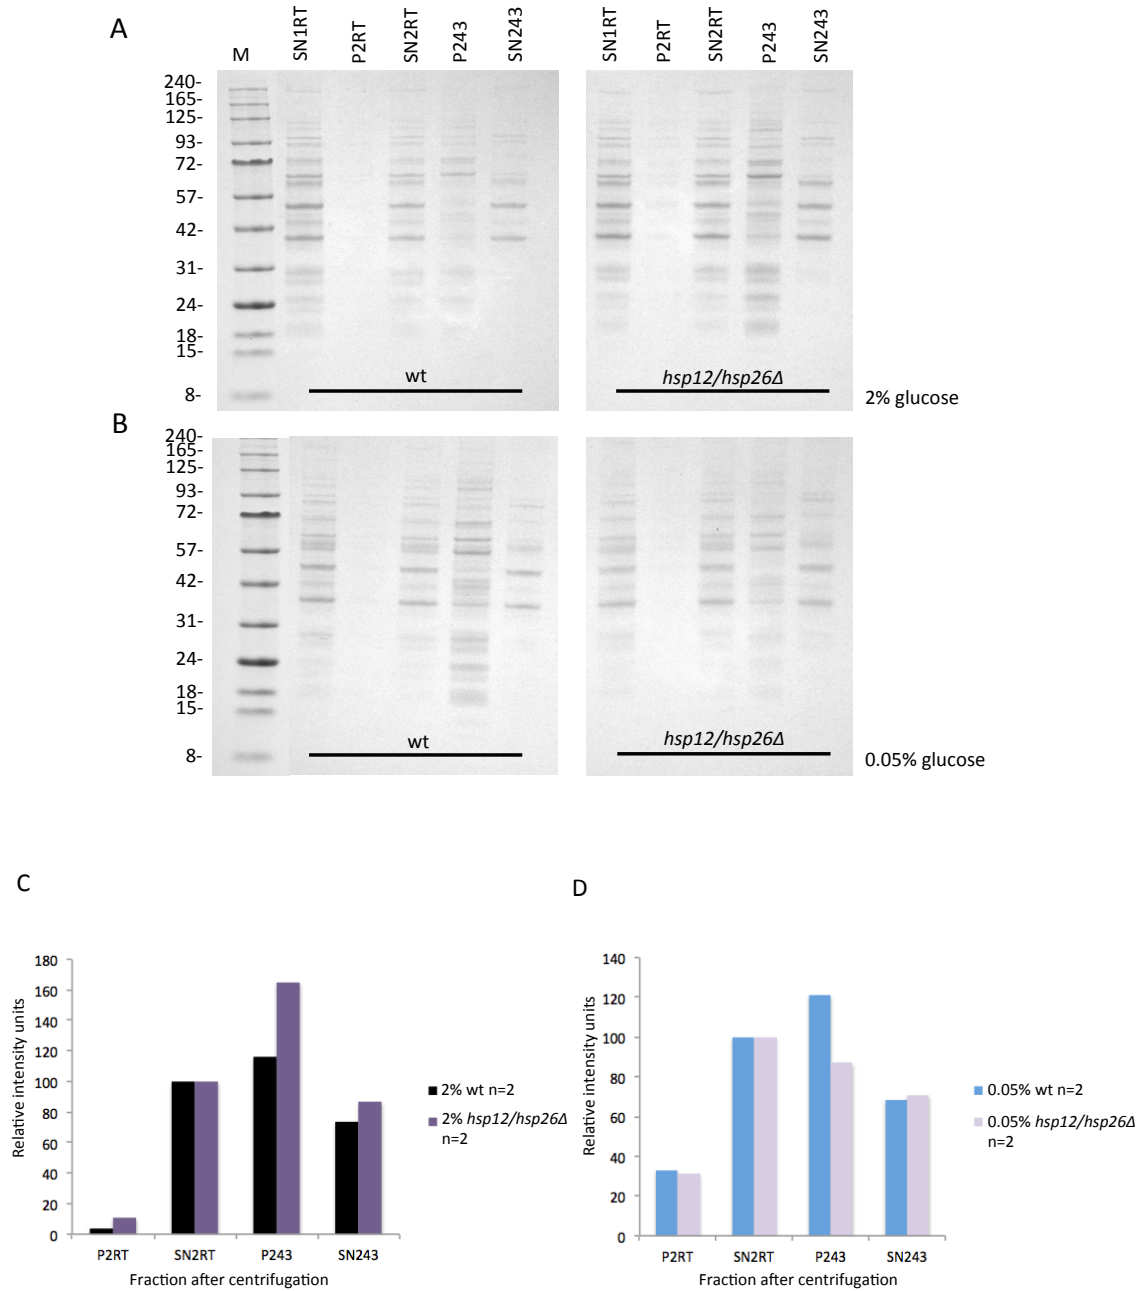 A
M
SN1RT
P2RT
SN2RT
P243
SN243
SN1RT
P2RT
SN2RT
P243
SN243
240-
165-
125-
93-
72-
57-
42-
31-
24-
18-
15-
8-
wt
hsp12/hsp26Δ
2% glucose
B
240-
165-
125-
93-
72-
57-
42-
31-
24-
18-
15-
8-
wt
hsp12/hsp26Δ
0.05% glucose
C
Relative intensity units
180
160
140
120
100
80
60
40
20
0
P2RT
SN2RT
P243
SN243
Fraction after centrifugation
2% wt n=2
2% hsp12/hsp26Δ
n=2
D
Relative intensity units
140
120
100
80
60
40
20
0
P2RT
SN2RT
P243
SN243
Fraction after centrifugation
0.05% wt n=2
0.05% hsp12/hsp26Δ
n=2